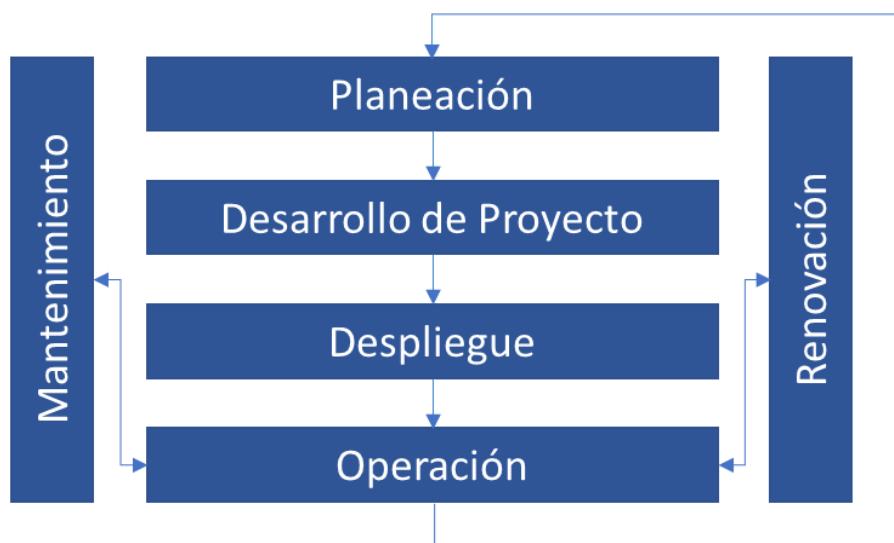 Planeación
Desarrollo de Proyecto
Despliegue
Operación
Mantenimiento
Renovación